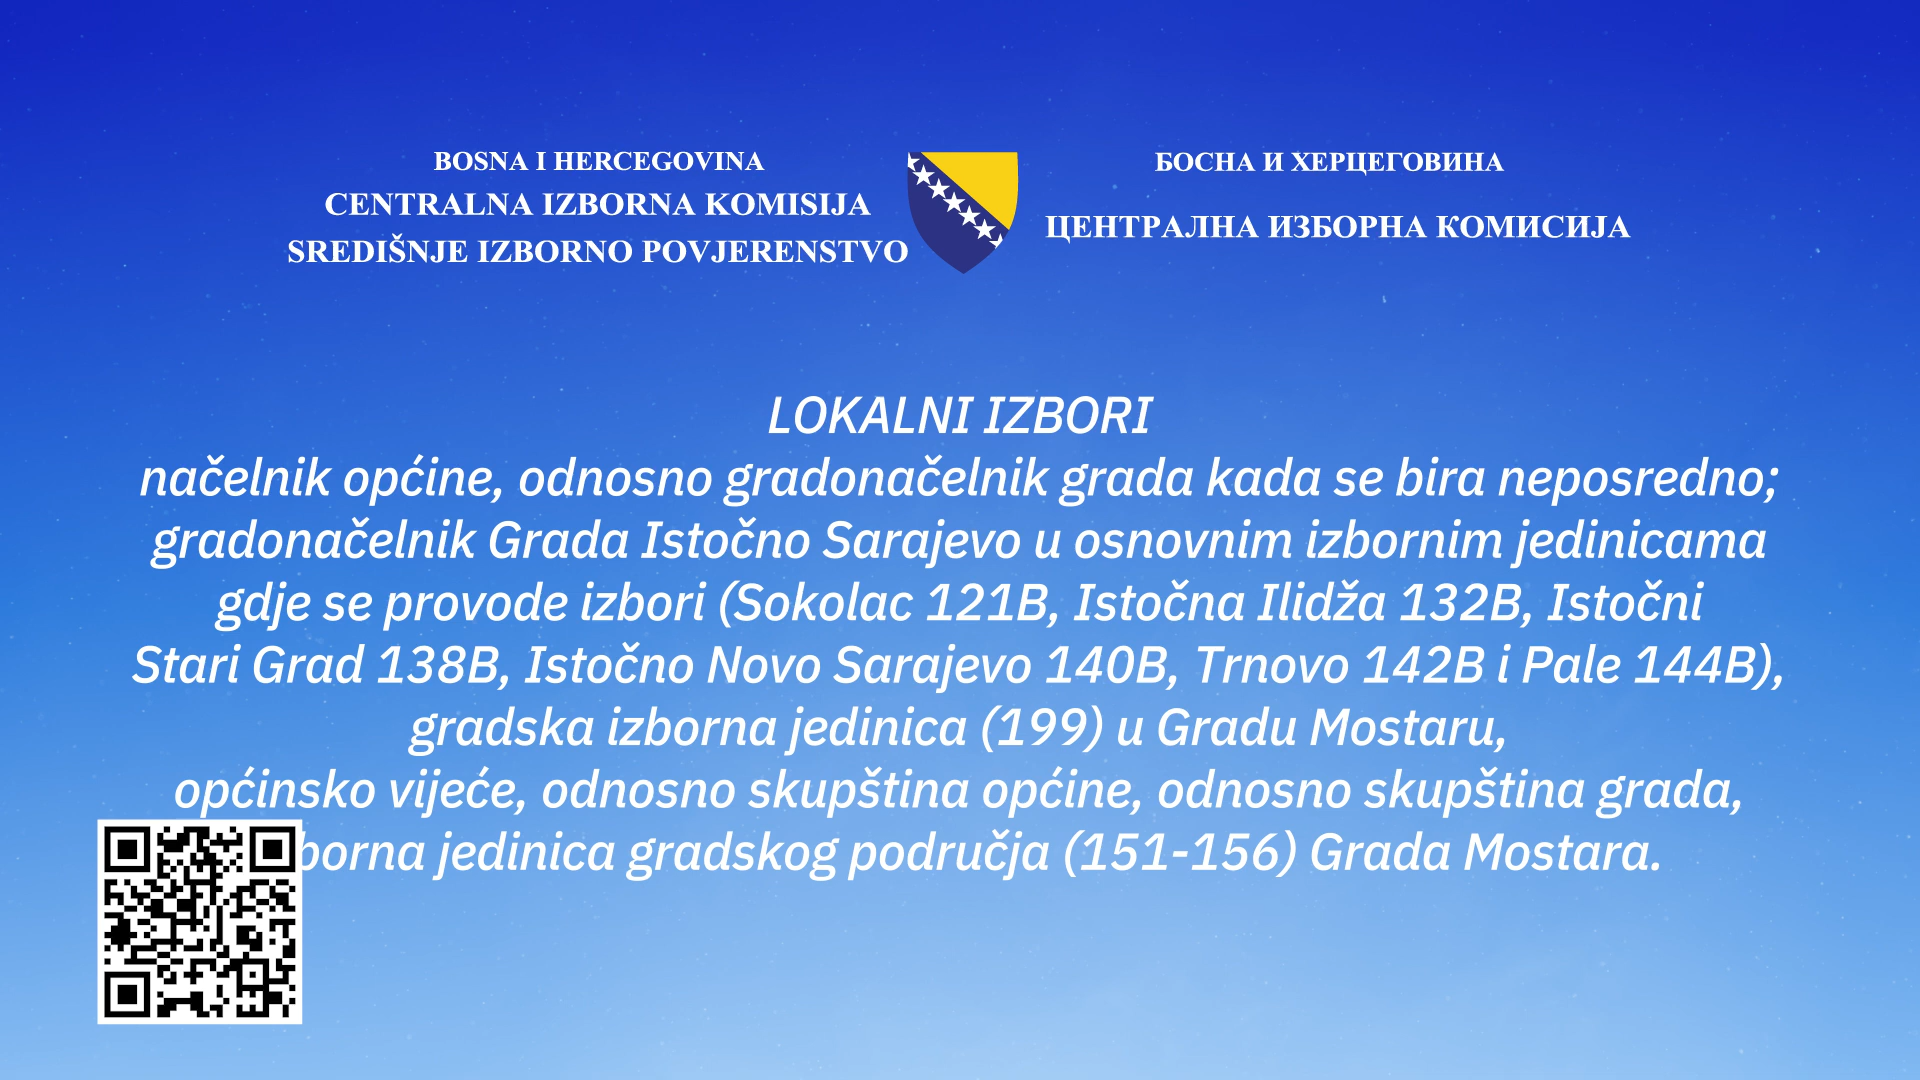 BOSNA I HERCEGOVINA
CENTRALNA IZBORNA KOMISIJA
SREDIŠNJE IZBORNO POVJERENSTVO
БОСНА И ХЕРЦЕГОВИНА
ЦЕНТРАЛНА ИЗБОРНА КОМИСИЈА
LOKALNI IZBORI
načelnik općine, odnosno gradonačelnik grada kada se bira neposredno;
gradonačelnik Grada Istočno Sarajevo u osnovnim izbornim jedinicama
gdje se provode izbori (Sokolac 121B, Istočna Ilidža 132B, Istočni
Stari Grad 138B, Istočno Novo Sarajevo 140B, Trnovo 142B i Pale 144B),
gradska izborna jedinica (199) u Gradu Mostaru,
općinsko vijeće, odnosno skupština općine, odnosno skupština grada,
jedinica gradskog područja (151-156) Grada Mostara.